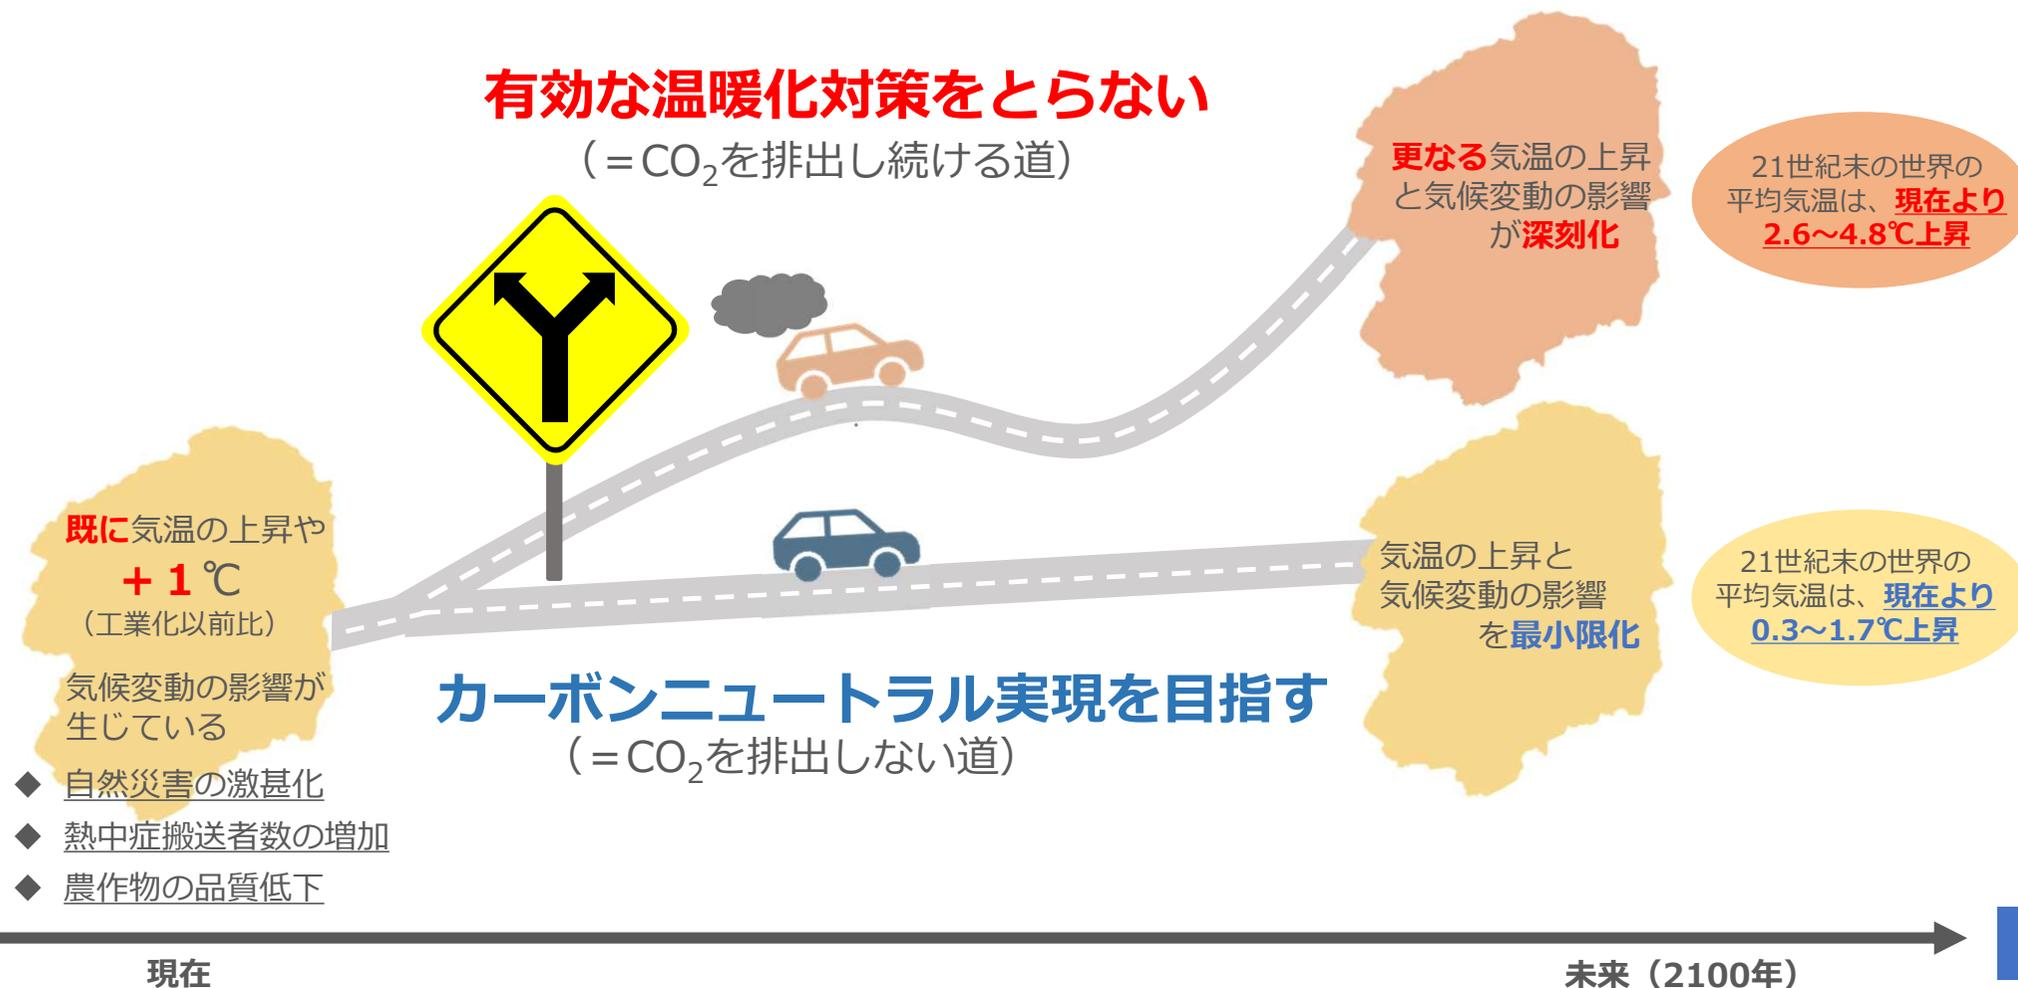 有効な温暖化対策をとらない
（＝CO₂を排出し続ける道）
更なる気温の上昇
と気候変動の影響
が深刻化
21世紀末の世界の
平均気温は、現在より
2.6～4.8℃上昇
既に気温の上昇や
＋１℃
（工業化以前比）
気候変動の影響が
生じている
◆ 自然災害の激甚化
◆ 熱中症搬送者数の増加
◆ 農作物の品質低下
カーボンニュートラル実現を目指す
（＝CO₂を排出しない道）
気温の上昇と
気候変動の影響
を最小限化
21世紀末の世界の
平均気温は、現在より
0.3～1.7℃上昇
現在
未来（2100年）